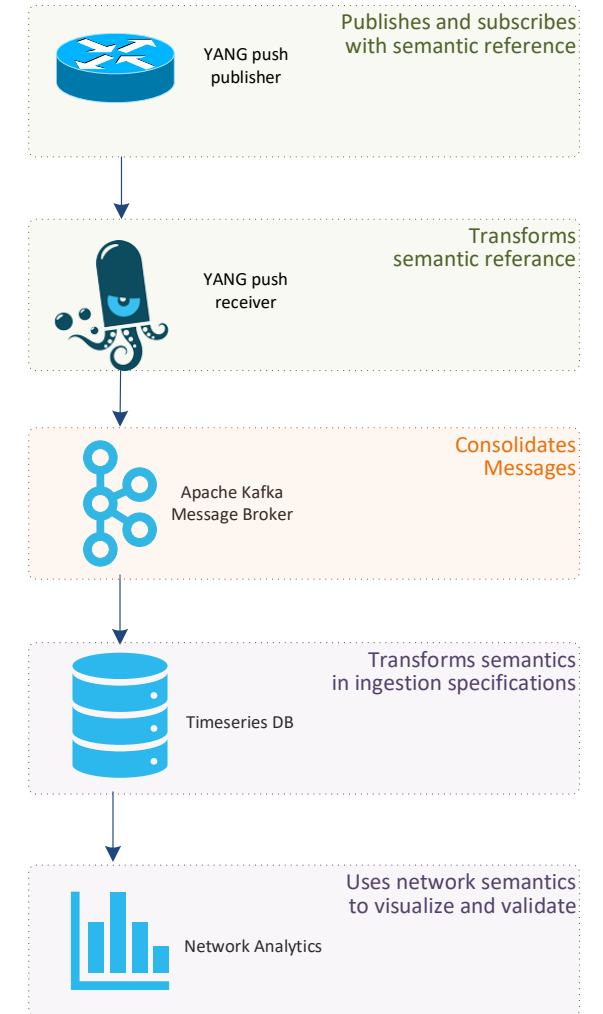 Publishes and subscribes
with semantic reference
YANG push
publisher
Transforms
semantic referance
YANG push
receiver
Consolidates
Messages
Apache Kafka
Message Broker
Transforms semantics
in ingestion specifications
Timeseries DB
Uses network semantics
to visualize and validate
Network Analytics